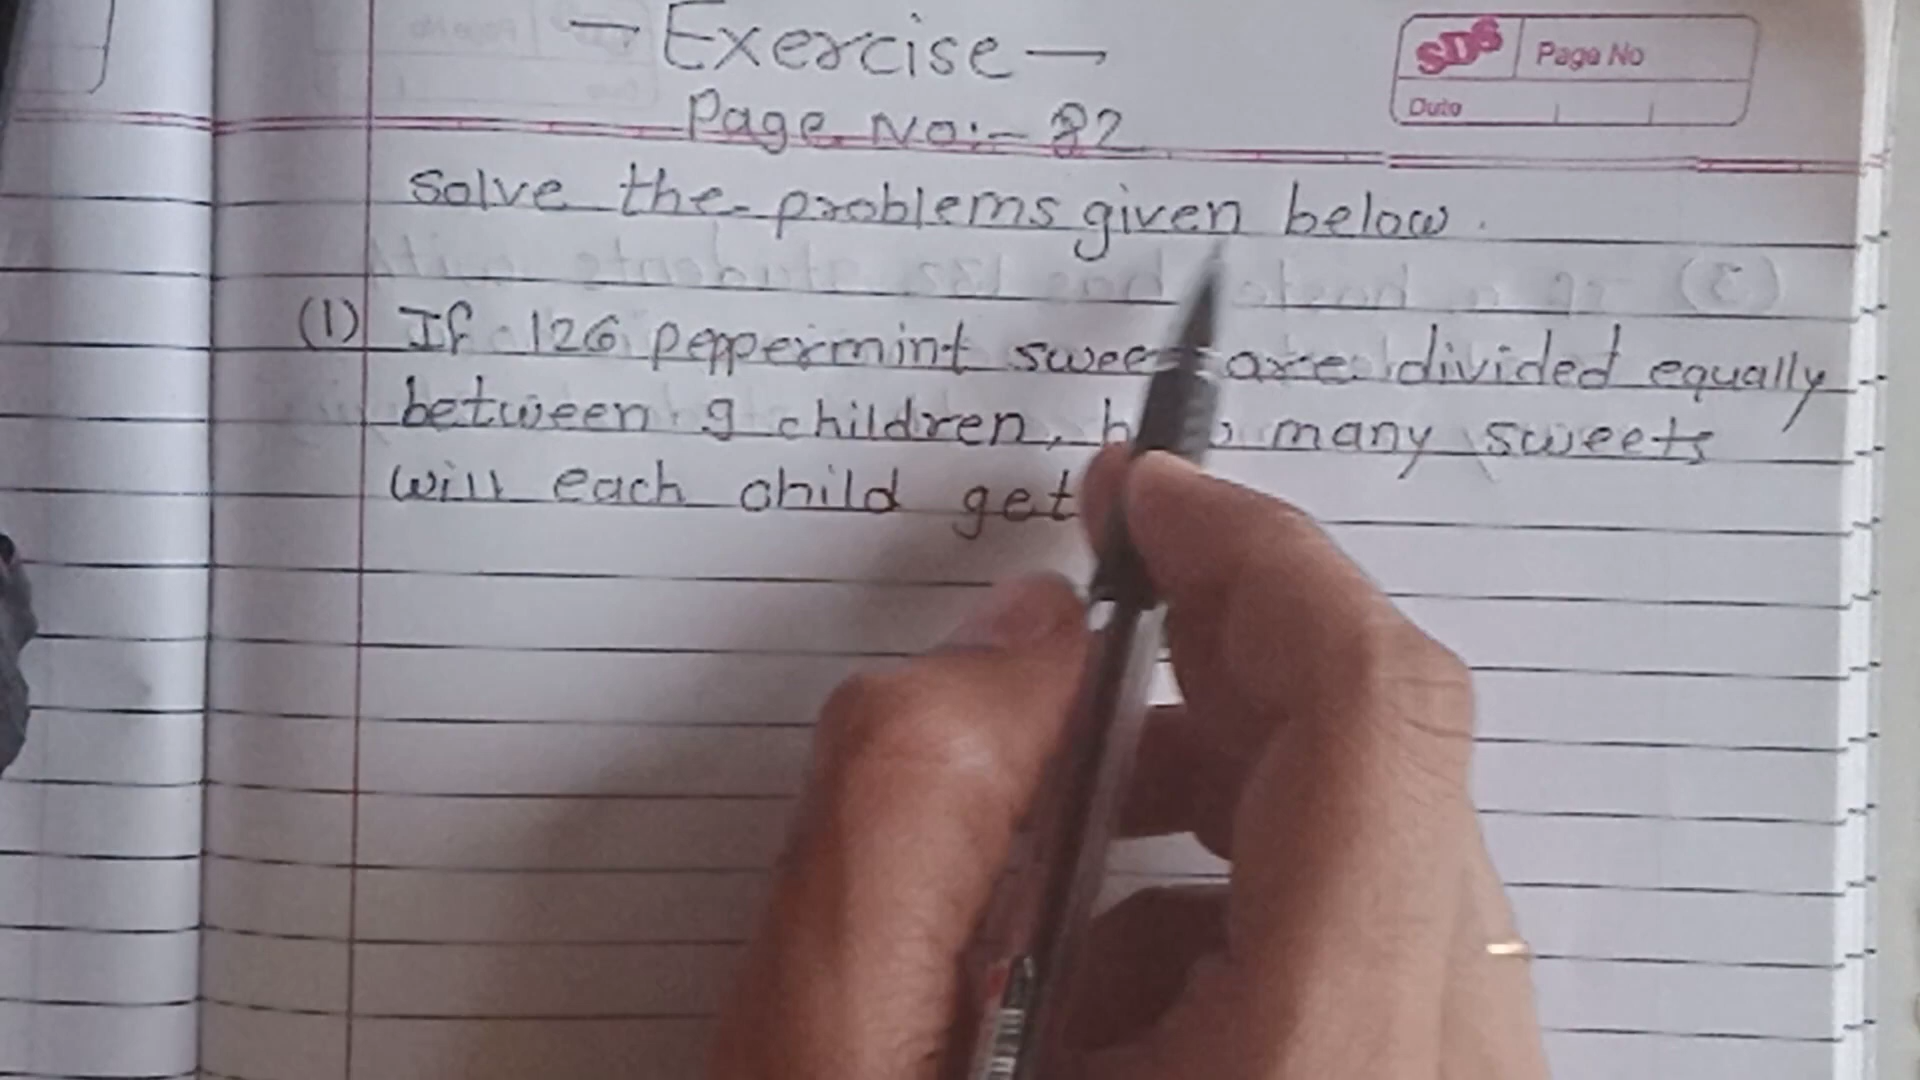 - Exercise -
Page No:- 82
SDS Page No
Date
Solve the problems given below.
(1) If 126 peppermint swee are divided equally
between 9 children, many sweets
will each child get